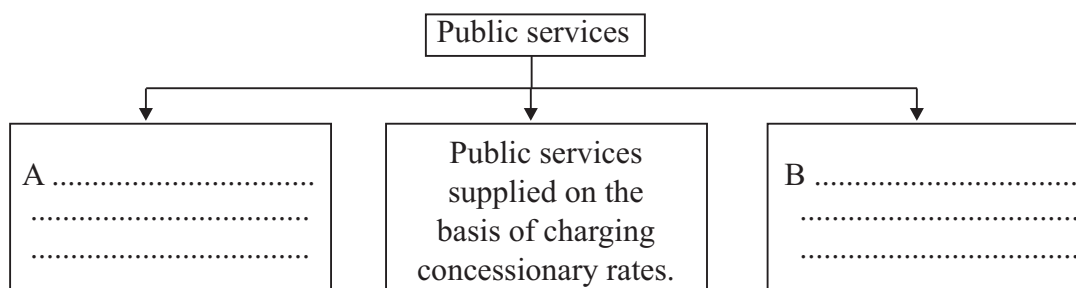 Public services
A ..................................
....................................
....................................
Public services
supplied on the
basis of charging
concessionary rates.
B ..................................
....................................
....................................